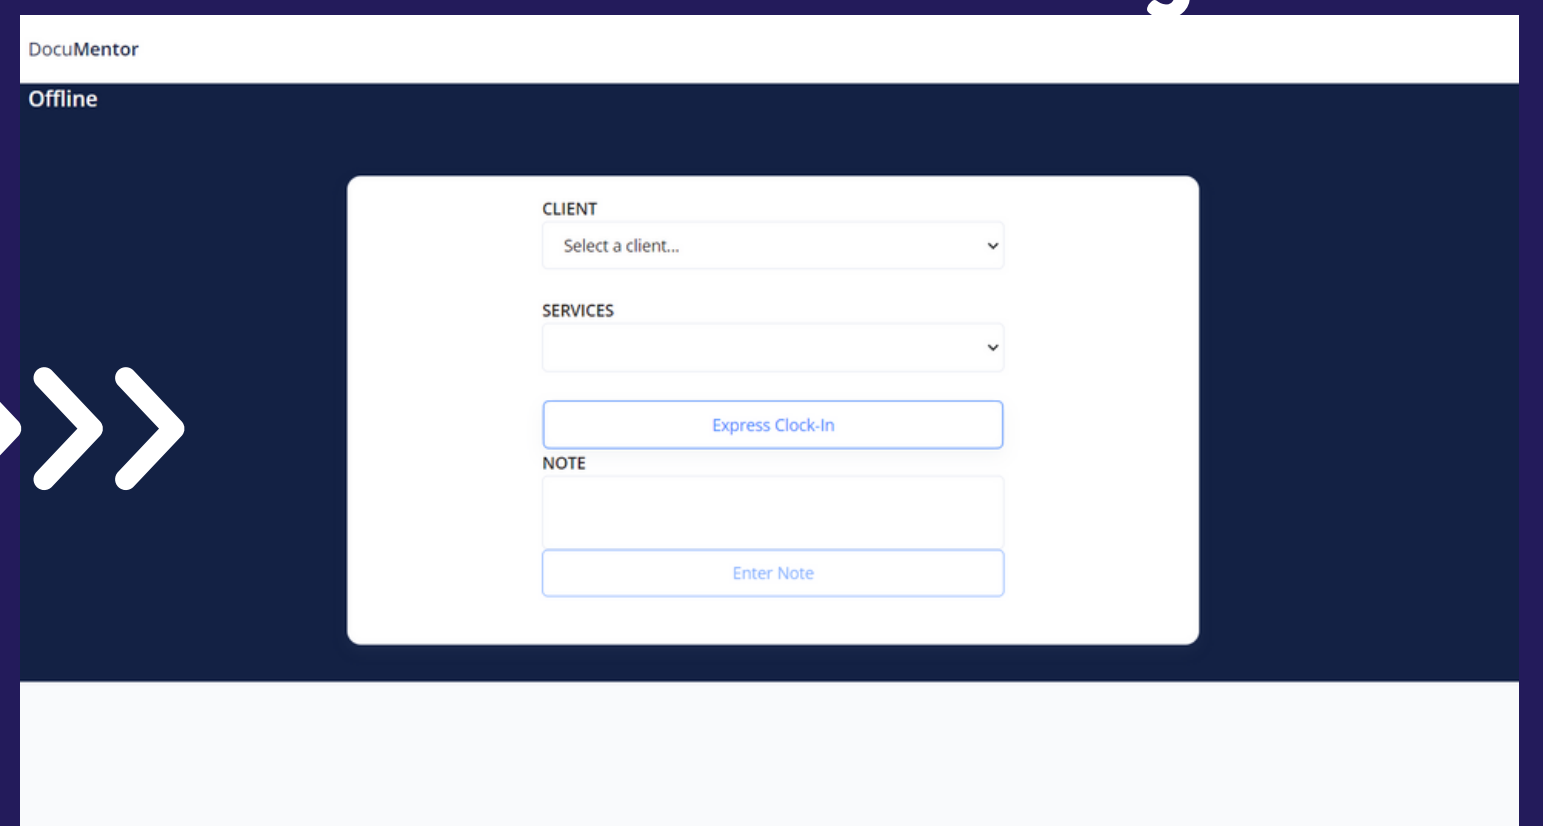 DocuMentor
Offline
CLIENT
Select a client...
SERVICES
Express Clock-In
NOTE
Enter Note